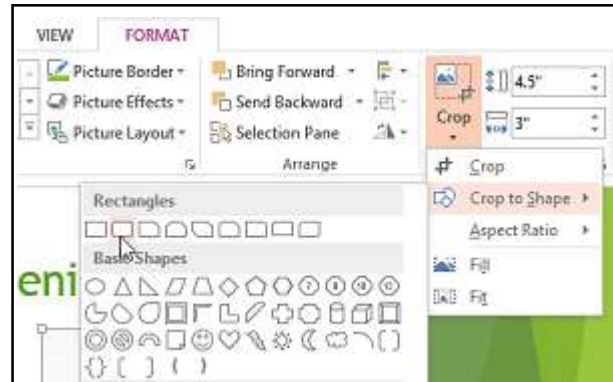 VIEW FORMAT
Picture Border
Picture Effects
Picture Layout
Bring Forward
Send Backward
Selection Pane
Arrange
Crop
4.5"
3"
Crop
Crop to Shape
Aspect Ratio
Fill
Fit
Rectangles
Basic Shapes
eni